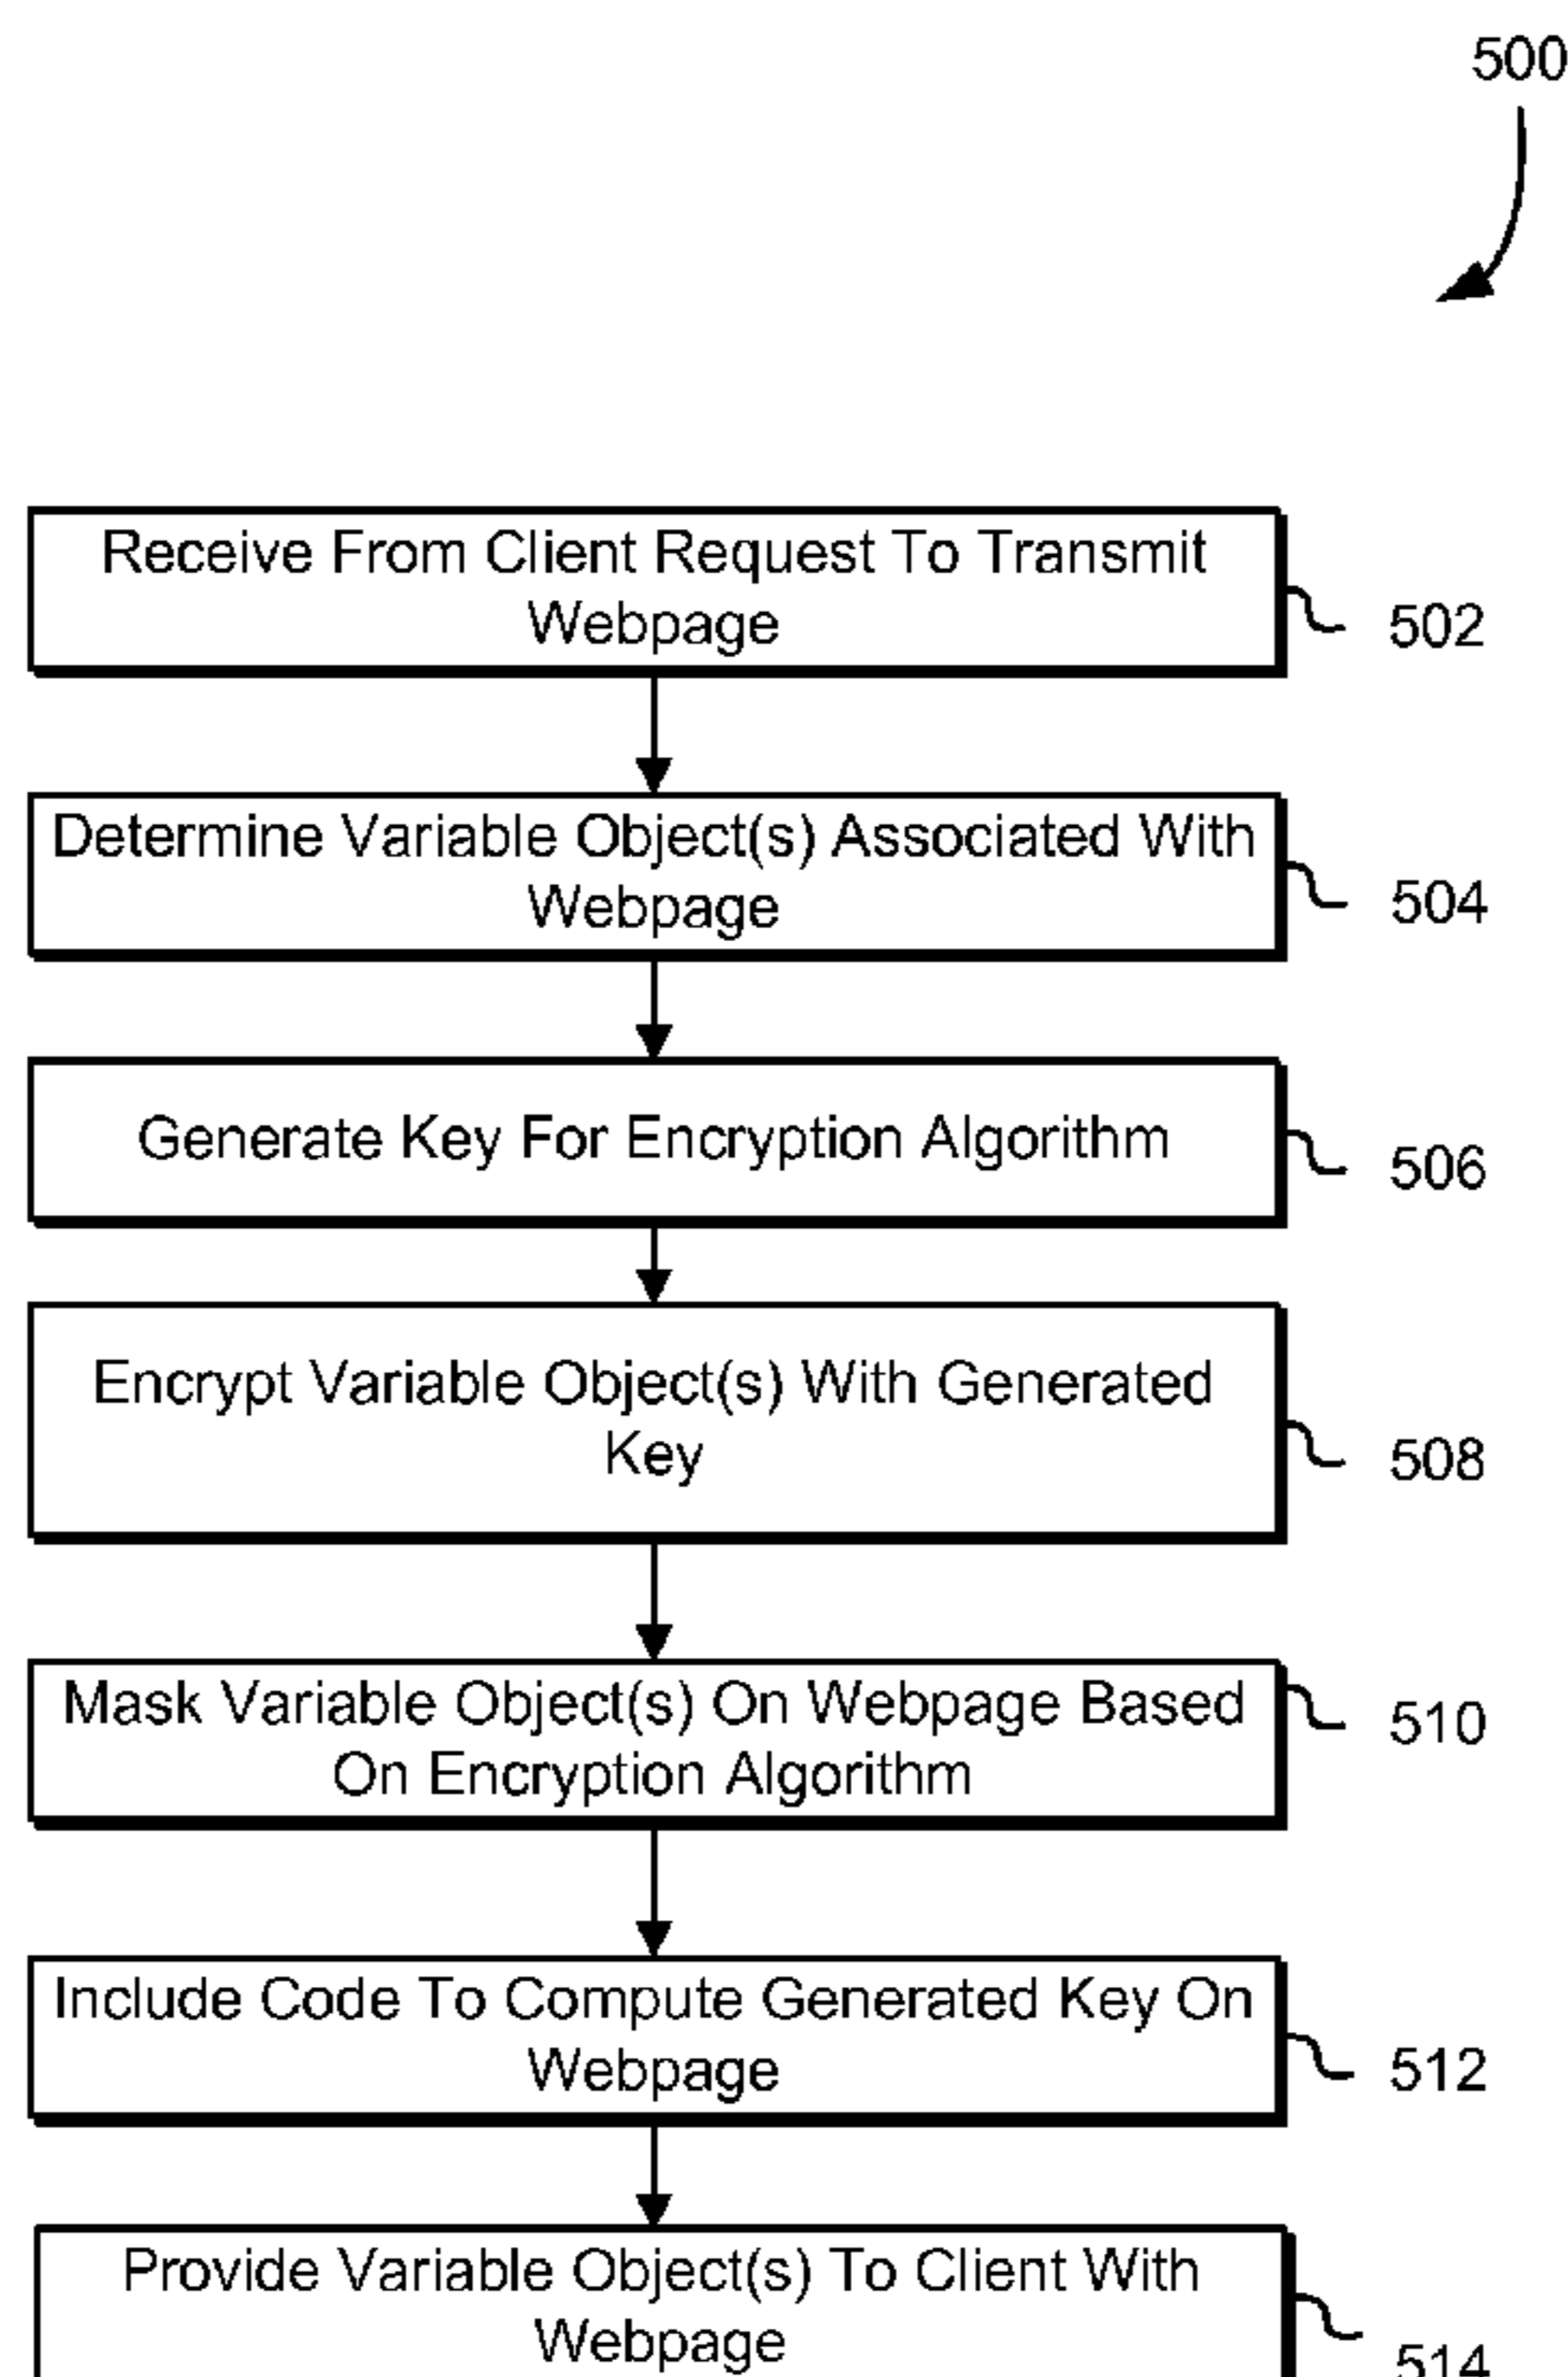 500
Receive From Client Request To Transmit
Webpage
502
Determine Variable Object(s) Associated With
Webpage
504
Generate Key For Encryption Algorithm
506
Encrypt Variable Object(s) With Generated
Key
508
Mask Variable Object(s) On Webpage Based
On Encryption Algorithm
510
Include Code To Compute Generated Key On
Webpage
512
Provide Variable Object(s) To Client With
Webpage
514